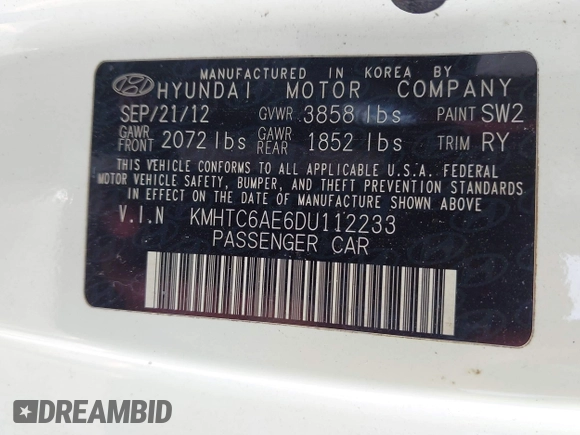 MANUFACTURED IN KOREA BY
HYUNDAI MOTOR COMPANY
SEP/21/12 GVWR 3858 lbs PAINT SW2
GAWR FRONT 2072 lbs GAWR REAR 1852 lbs TRIM RY
THIS VEHICLE CONFORMS TO ALL APPLICABLE U.S.A. FEDERAL
MOTOR VEHICLE SAFETY, BUMPER, AND THEFT PREVENTION STANDARDS
IN EFFECT ON THE DATE OF MANUFACTURE SHOWN ABOVE
V.I.N KMHTC6AE6DU112233
PASSENGER CAR
DREAMBID